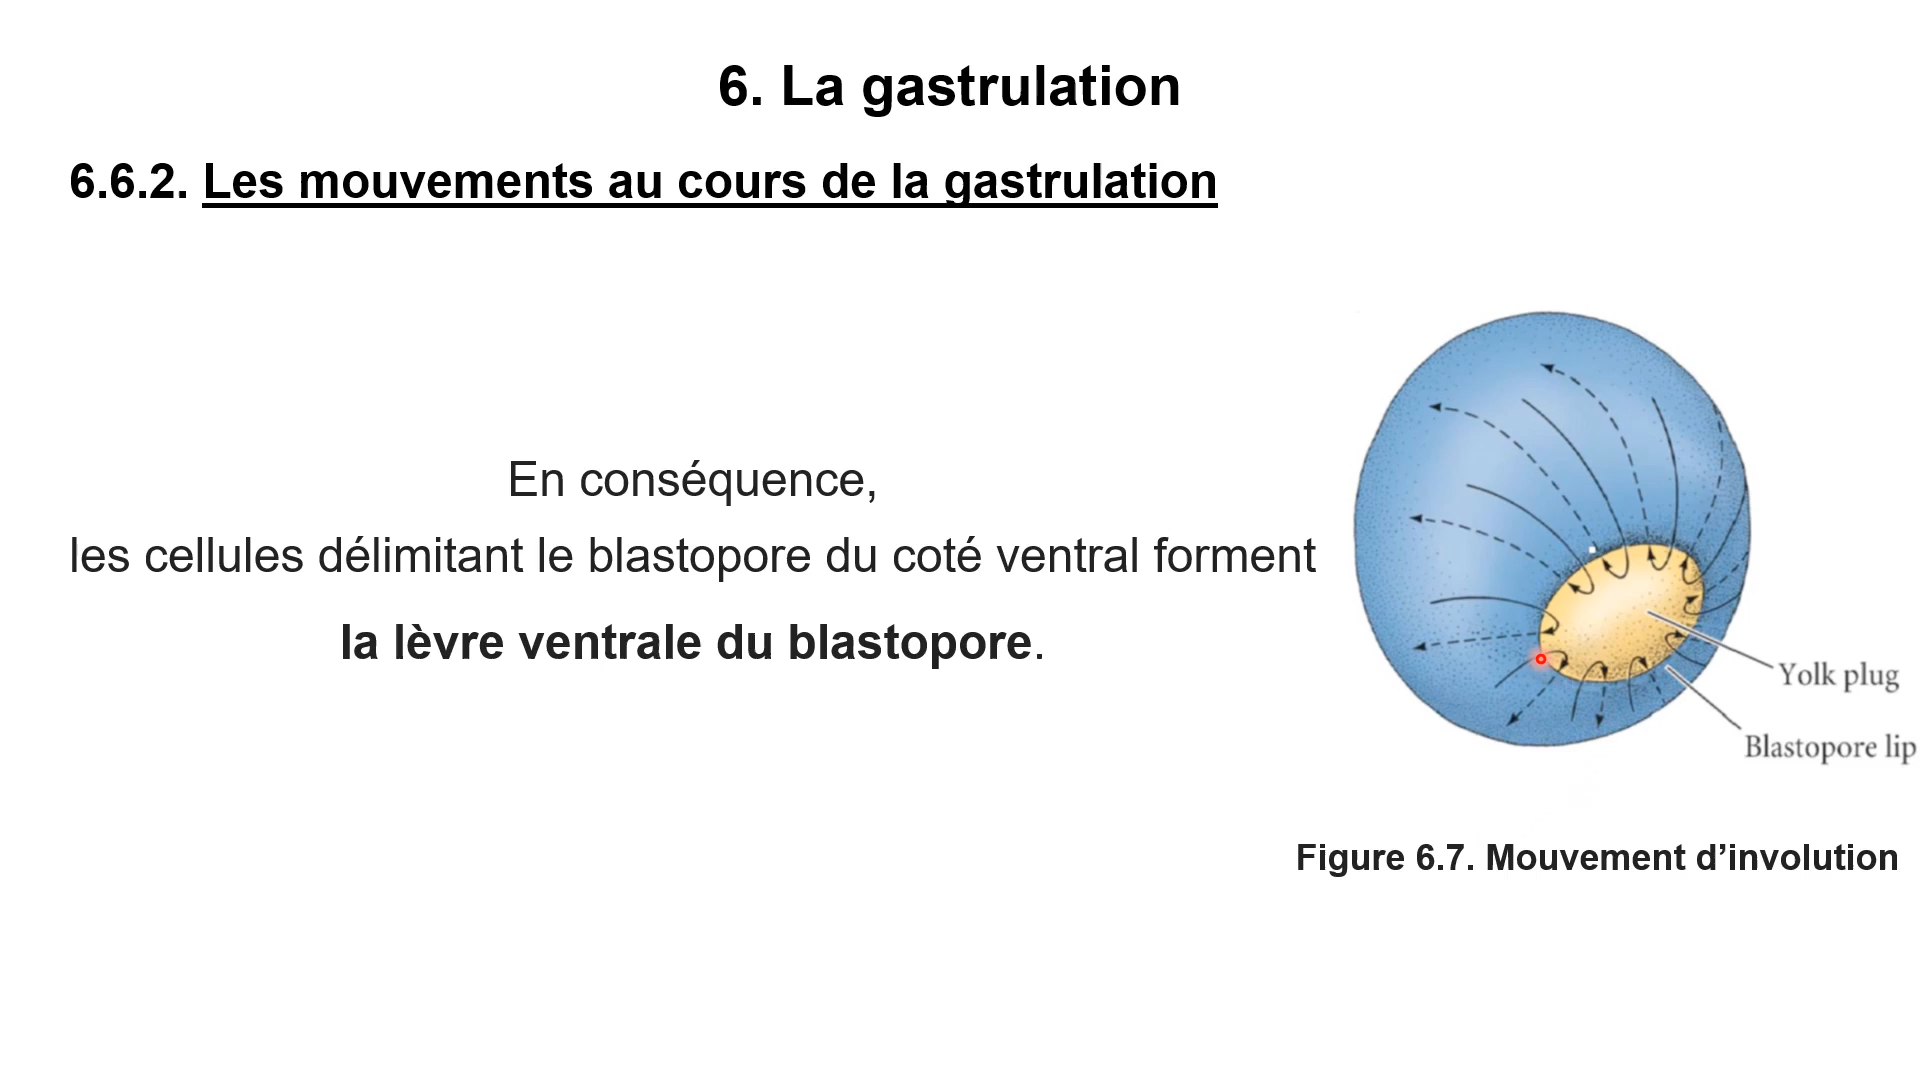 6. La gastrulation
6.6.2. Les mouvements au cours de la gastrulation
En conséquence,
les cellules délimitant le blastopore du coté ventral forment
la lèvre ventrale du blastopore.
Yolk plug
Blastopore lip
Figure 6.7. Mouvement d’involution